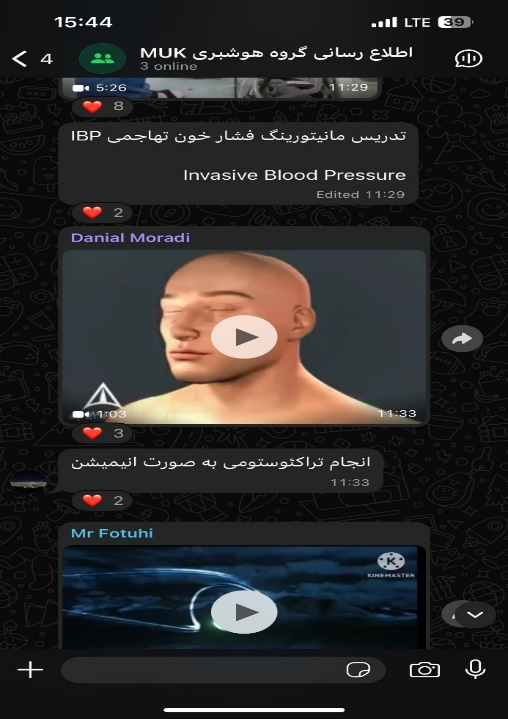 15:44
LTE 39
4
اطلاع رسانی گروه هوشبری MUK
3 online
5:26
11:29
8
تدریس مانیتورینگ فشار خون تهاجمی IBP
Invasive Blood Pressure
Edited 11:29
2
Danial Moradi
1:03
11:33
3
انجام تراکئوستومی به صورت انیمیشن
11:33
2
Mr Fotuhi
K
KINEMASTER